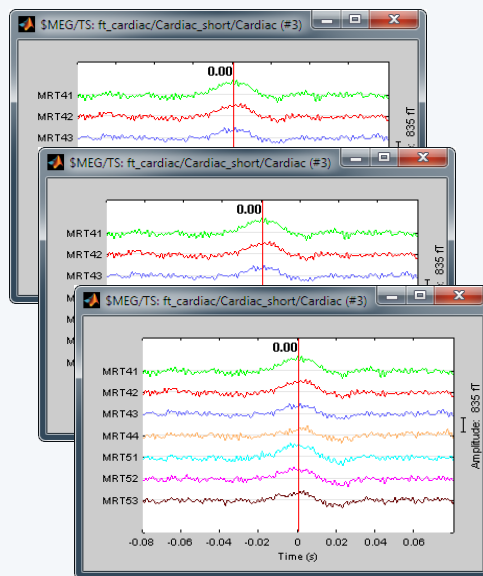 $MEG/TS: ft_cardiac/Cardiac_short/Cardiac (#3)
0.00
MRT41
MRT42
MRT43
835 fT
$MEG/TS: ft_cardiac/Cardiac_short/Cardiac (#3)
0.00
MRT41
MRT42
MRT43
835 fT
$MEG/TS: ft_cardiac/Cardiac_short/Cardiac (#3)
0.00
MRT41
MRT42
MRT43
MRT44
MRT51
MRT52
MRT53
Amplitude: 835 fT
-0.08 -0.06 -0.04 -0.02 0 0.02 0.04 0.06
Time (s)